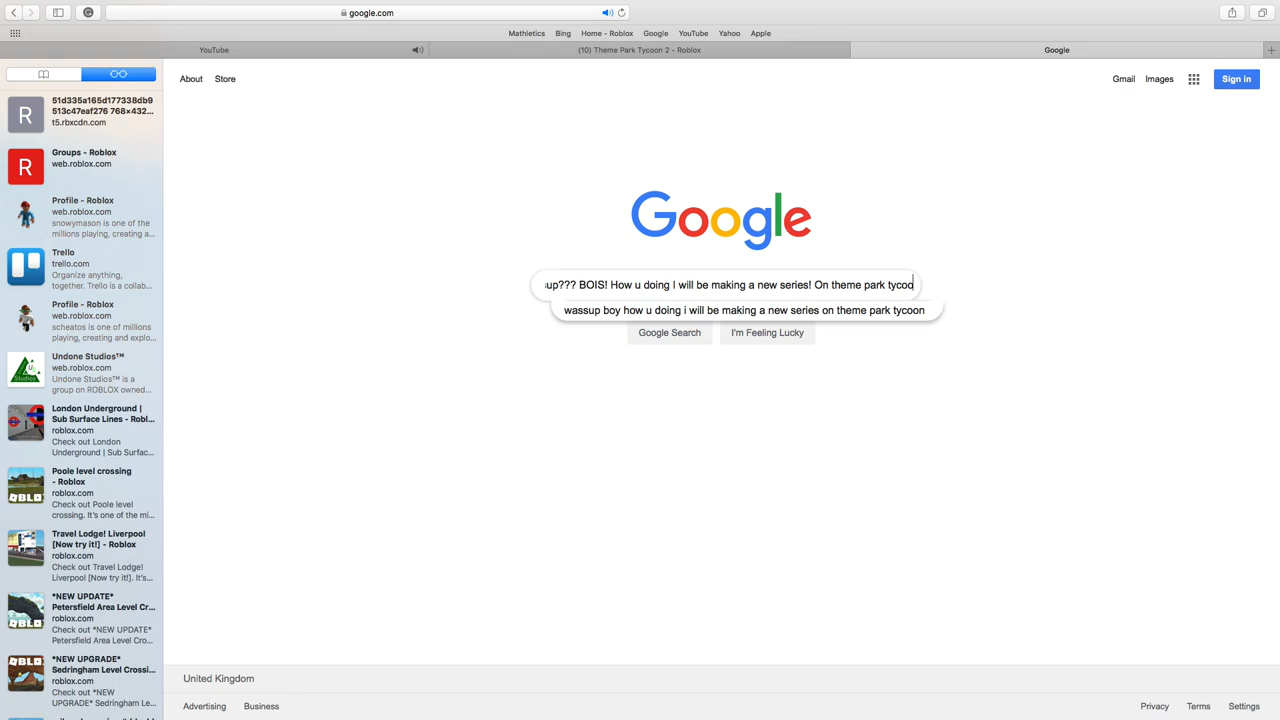 google.com
Mathletics Bing Home - Roblox Google YouTube Yahoo Apple
YouTube
(10) Theme Park Tycoon 2 - Roblox
Google
About Store
Gmail Images Sign in
51d335a165d177338db9
513c47eaf276 768×432...
t5.rbxcdn.com
R
Groups - Roblox
web.roblox.com
R
Profile - Roblox
web.roblox.com
snowymason is one of the
millions playing, creating a...
Trello
trello.com
Organize anything,
together. Trello is a collab...
Profile - Roblox
web.roblox.com
scheatos is one of the millions
playing, creating and explo...
Undone Studios™
web.roblox.com
Undone Studios™ is a
group on ROBLOX owned...
London Underground |
Sub Surface Lines - Robl...
roblox.com
Check out London
Underground | Sub Surfac...
Poole level crossing
- Roblox
roblox.com
Check out Poole level
crossing. It's one of the mi...
Travel Lodge! Liverpool
[Now try it!] - Roblox
roblox.com
Check out Travel Lodge!
Liverpool [Now try it!]. It's...
*NEW UPDATE*
Petersfield Area Level Cr...
roblox.com
Check out *NEW UPDATE*
Petersfield Area Level Cro...
*NEW UPGRADE*
Sedringham Level Crossi...
roblox.com
Check out *NEW
UPGRADE* Sedringham Le...
Google
sup??? BOIS! How u doing I will be making a new series! On theme park tycoo
wassup boy how u doing i will be making a new series on theme park tycoon
Google Search I'm Feeling Lucky
United Kingdom
Advertising Business
Privacy Terms Settings